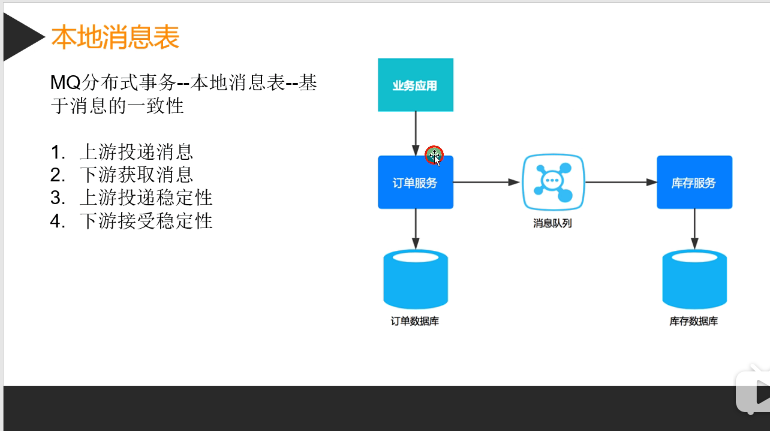 本地消息表
MQ分布式事务--本地消息表--基
于消息的一致性
1. 上游投递消息
2. 下游获取消息
3. 上游投递稳定性
4. 下游接受稳定性
业务应用
订单服务
消息队列
库存服务
订单数据库
库存数据库